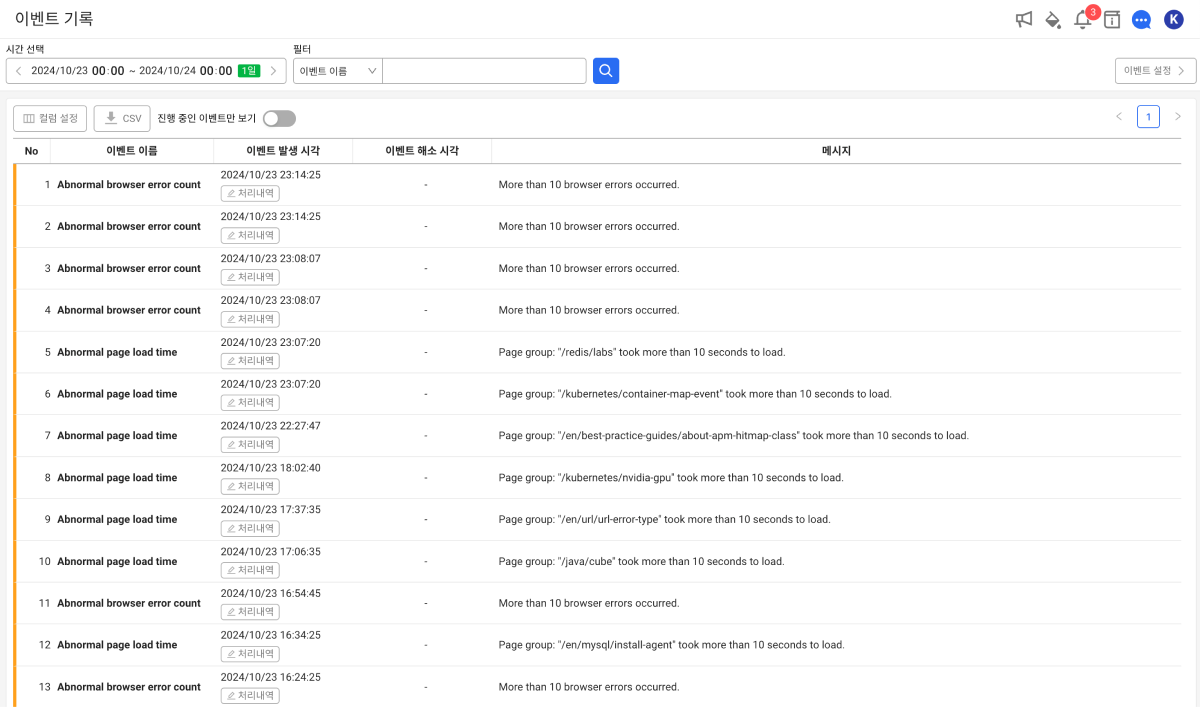 이벤트 기록
3
K
시간 선택
필터
2024/10/23 00:00 ~ 2024/10/24 00:00 1일
이벤트 이름
이벤트 설정
컬럼 설정
CSV
진행 중인 이벤트만 보기
1
No 이벤트 이름 이벤트 발생 시각 이벤트 해소 시각 메시지
1 Abnormal browser error count 2024/10/23 23:14:25 - More than 10 browser errors occurred.
처리내역
2 Abnormal browser error count 2024/10/23 23:14:25 - More than 10 browser errors occurred.
처리내역
3 Abnormal browser error count 2024/10/23 23:08:07 - More than 10 browser errors occurred.
처리내역
4 Abnormal browser error count 2024/10/23 23:08:07 - More than 10 browser errors occurred.
처리내역
5 Abnormal page load time 2024/10/23 23:07:20 - Page group: "/redis/labs" took more than 10 seconds to load.
처리내역
6 Abnormal page load time 2024/10/23 23:07:20 - Page group: "/kubernetes/container-map-event" took more than 10 seconds to load.
처리내역
7 Abnormal page load time 2024/10/23 22:27:47 - Page group: "/en/best-practice-guides/about-apm-hitmap-class" took more than 10 seconds to load.
처리내역
8 Abnormal page load time 2024/10/23 18:02:40 - Page group: "/kubernetes/nvidia-gpu" took more than 10 seconds to load.
처리내역
9 Abnormal page load time 2024/10/23 17:37:35 - Page group: "/en/url/url-error-type" took more than 10 seconds to load.
처리내역
10 Abnormal page load time 2024/10/23 17:06:35 - Page group: "/java/cube" took more than 10 seconds to load.
처리내역
11 Abnormal browser error count 2024/10/23 16:54:45 - More than 10 browser errors occurred.
처리내역
12 Abnormal page load time 2024/10/23 16:34:25 - Page group: "/en/mysql/install-agent" took more than 10 seconds to load.
처리내역
13 Abnormal browser error count 2024/10/23 16:24:25 - More than 10 browser errors occurred.
처리내역